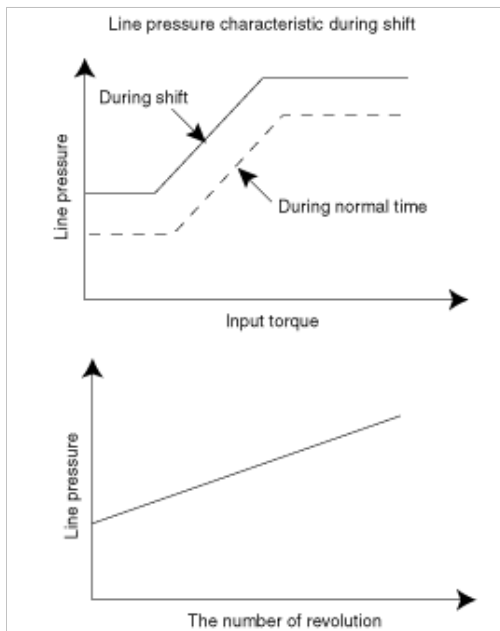 Line pressure characteristic during shift
During shift
Line pressure
During normal time
Input torque
Line pressure
The number of revolution